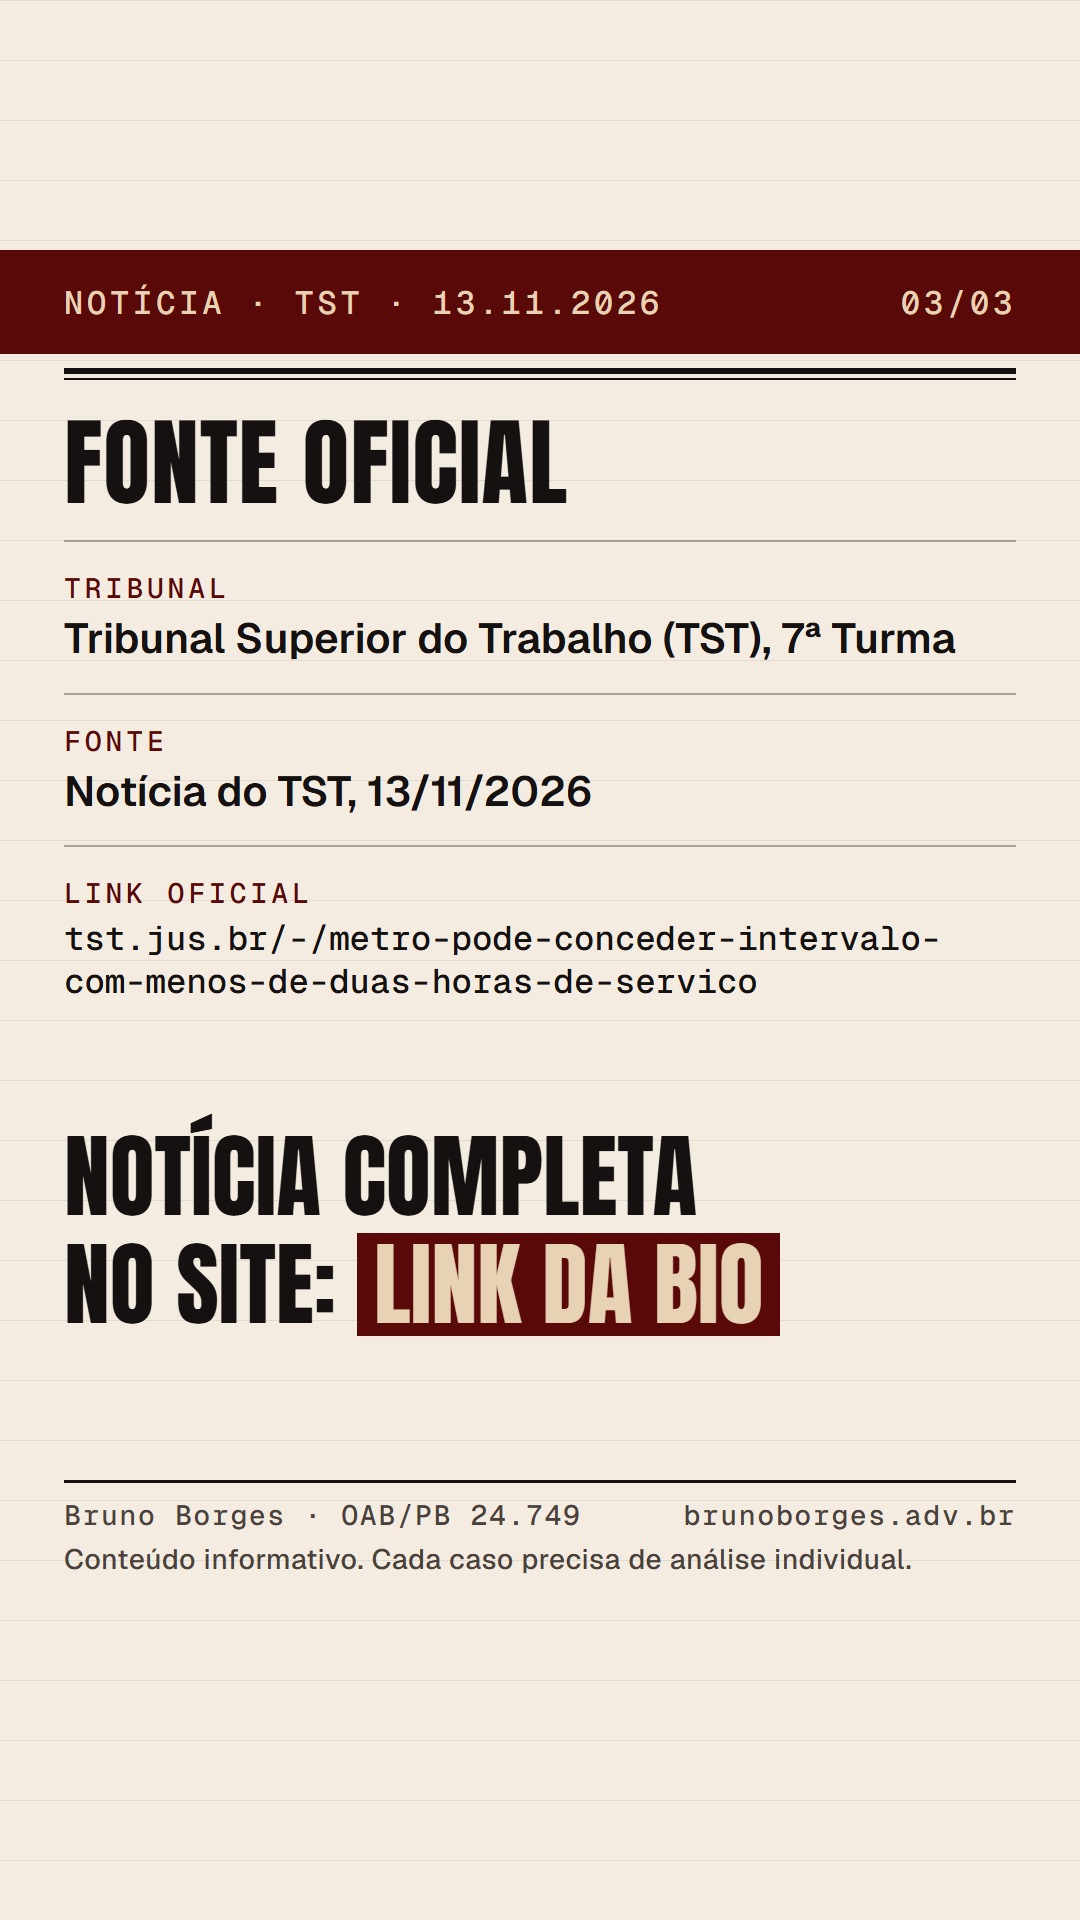 NOTÍCIA · TST · 13.11.2026 03/03
FONTE OFICIAL
TRIBUNAL
Tribunal Superior do Trabalho (TST), 7ª Turma
FONTE
Notícia do TST, 13/11/2026
LINK OFICIAL
tst.jus.br/-/metro-pode-conceder-intervalo-
com-menos-de-duas-horas-de-servico
NOTÍCIA COMPLETA
NO SITE: LINK DA BIO
Bruno Borges · OAB/PB 24.749 brunoborges.adv.br
Conteúdo informativo. Cada caso precisa de análise individual.